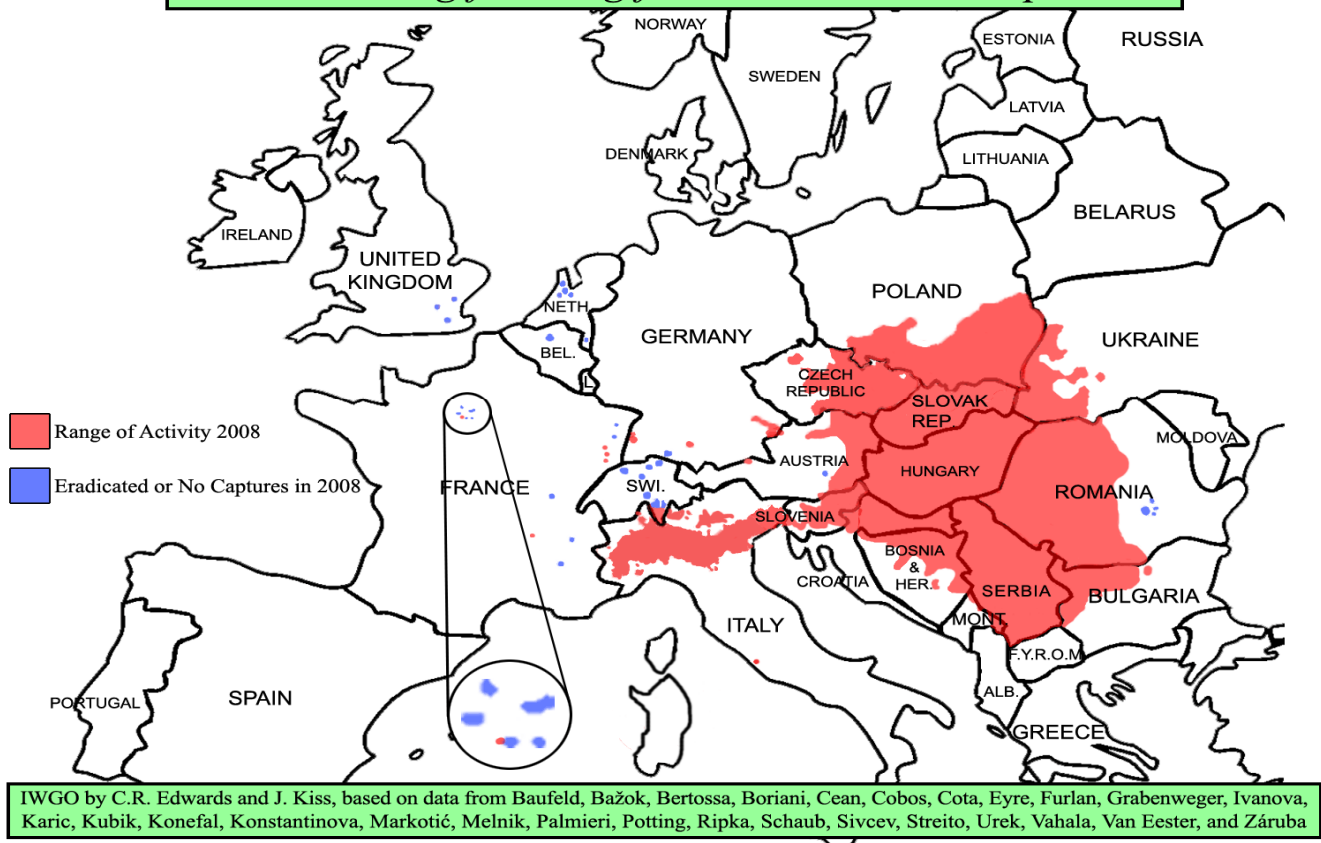 NORWAY
SWEDEN
ESTONIA
RUSSIA
LATVIA
LITHUANIA
DENMARK
BELARUS
IRELAND
UNITED
KINGDOM
NETH.
POLAND
GERMANY
BEL.
UKRAINE
L.
CZECH
REPUBLIC
SLOVAK
REP.
Range of Activity 2008
MOLDOVA
AUSTRIA
HUNGARY
Eradicated or No Captures in 2008
FRANCE
SWI.
ROMANIA
SLOVENIA
BOSNIA
&
HER.
CROATIA
SERBIA
BULGARIA
MONT.
ITALY
F.Y.R.O.M.
PORTUGAL
SPAIN
ALB.
GREECE
IWGO by C.R. Edwards and J. Kiss, based on data from Baufeld, Bažok, Bertossa, Boriani, Cean, Cobos, Cota, Eyre, Furlan, Grabenweger, Ivanova,
Karic, Kubik, Konefal, Konstantinova, Markotić, Melnik, Palmieri, Potting, Ripka, Schaub, Sivcev, Streito, Urek, Vahala, Van Eester, and Záruba